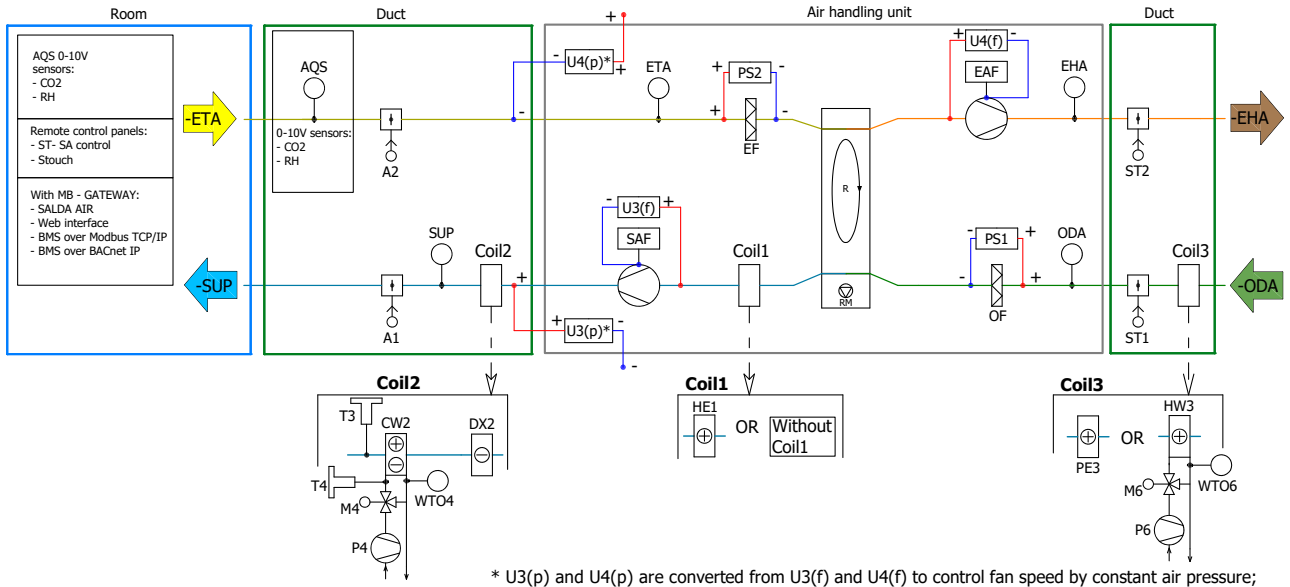 Room
Duct
Air handling unit
Duct
AQS 0-10V
sensors:
- CO2
- RH
Remote control panels:
- ST- SA control
- Stouch
With MB - GATEWAY:
- SALDA AIR
- Web interface
- BMS over Modbus TCP/IP
- BMS over BACnet IP
-ETA
-SUP
AQS
0-10V sensors:
- CO2
- RH
A2
SUP
Coil2
A1
+
-
U4(p)*
+
-
ETA
+
PS2
-
+
-
EF
+
U4(f)
-
EAF
EHA
ST2
-EHA
-
U3(f)
+
SAF
Coil1
R
RM
-
PS1
+
-
+
OF
ODA
Coil3
ST1
-ODA
+
+
U3(p)*
-
-
Coil2
T3
CW2
DX2
T4
WTO4
M4
P4
Coil1
HE1
OR
Without
Coil1
Coil3
HW3
OR
PE3
WTO6
M6
P6
* U3(p) and U4(p) are converted from U3(f) and U4(f) to control fan speed by constant air pressure;